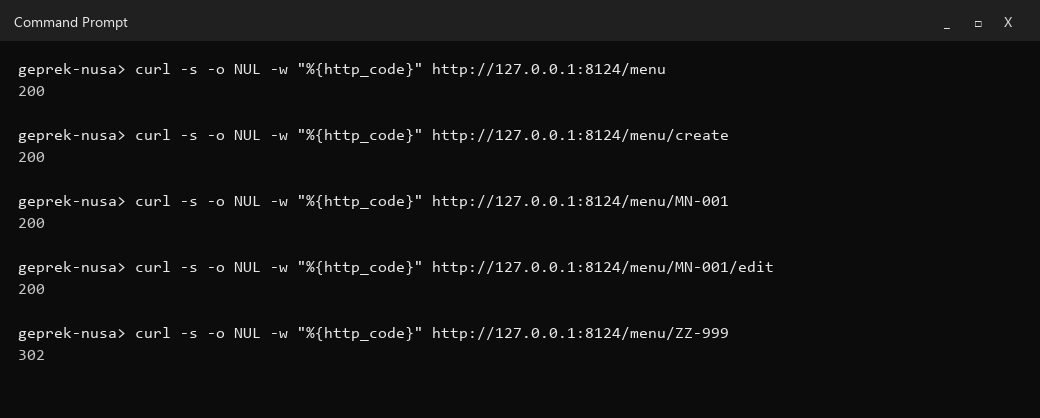 Command Prompt
_ □ X
geprek-nusa> curl -s -o NUL -w "%{http_code}" http://127.0.0.1:8124/menu
200
geprek-nusa> curl -s -o NUL -w "%{http_code}" http://127.0.0.1:8124/menu/create
200
geprek-nusa> curl -s -o NUL -w "%{http_code}" http://127.0.0.1:8124/menu/MN-001
200
geprek-nusa> curl -s -o NUL -w "%{http_code}" http://127.0.0.1:8124/menu/MN-001/edit
200
geprek-nusa> curl -s -o NUL -w "%{http_code}" http://127.0.0.1:8124/menu/ZZ-999
302